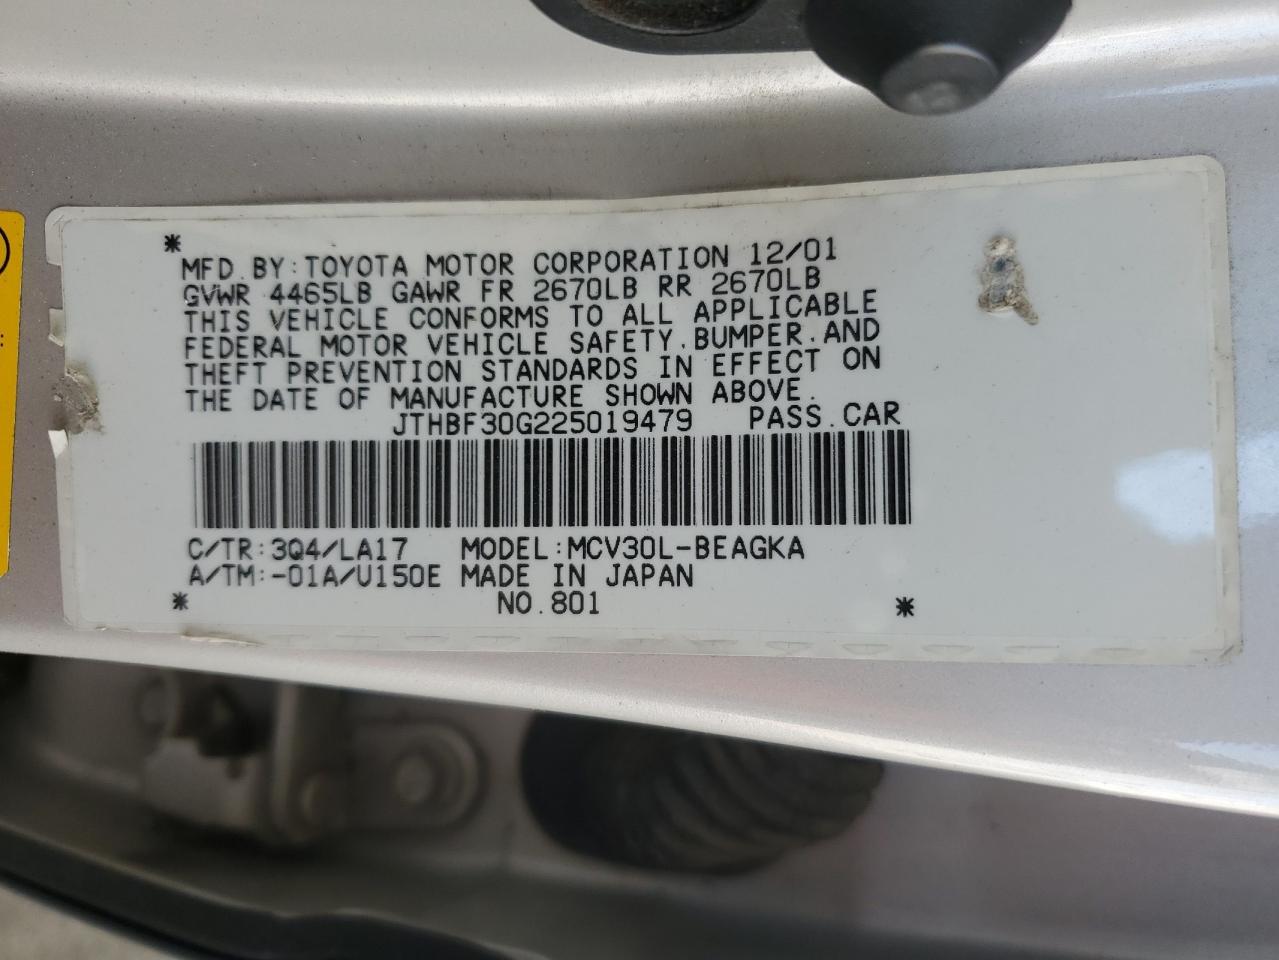 *
MFD.BY:TOYOTA MOTOR CORPORATION 12/01
GVWR 4465LB GAWR FR 2670LB RR 2670LB
THIS VEHICLE CONFORMS TO ALL APPLICABLE
FEDERAL MOTOR VEHICLE SAFETY,BUMPER,AND
THEFT PREVENTION STANDARDS IN EFFECT ON
THE DATE OF MANUFACTURE SHOWN ABOVE.
JTHBF30G225019479 PASS.CAR
C/TR:3Q4/LA17 MODEL:MCV30L-BEAGKA
A/TM:-01A/U150E MADE IN JAPAN
* NO.801 *